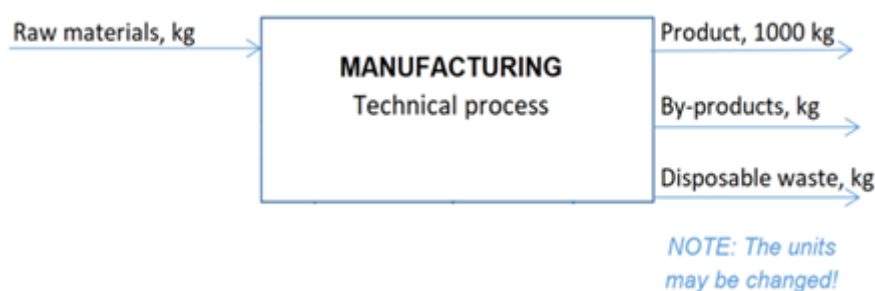 Raw materials, kg
MANUFACTURING
Technical process
Product, 1000 kg
By-products, kg
Disposable waste, kg
NOTE: The units
may be changed!